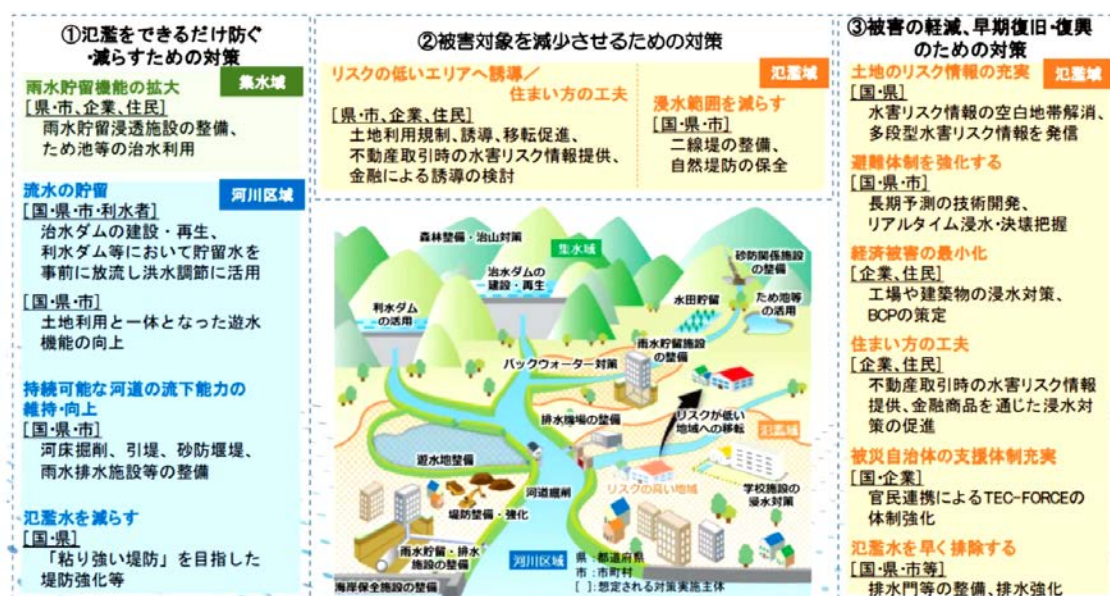 ①氾濫をできるだけ防ぐ
・減らすための対策
集水域
雨水貯留機能の拡大
[県・市、企業、住民]
雨水貯留浸透施設の整備、
ため池等の治水利用
河川区域
流水の貯留
[国・県・市・利水者]
治水ダムの建設・再生、
利水ダム等において貯留水を
事前に放流し洪水調節に活用
[国・県・市]
土地利用と一体となった遊水
機能の向上
持続可能な河道の流下能力の
維持・向上
[国・県・市]
河床掘削、引堤、砂防堰堤、
雨水排水施設等の整備
氾濫水を減らす
[国・県]
「粘り強い堤防」を目指した
堤防強化等
②被害対象を減少させるための対策
リスクの低いエリアへ誘導／
住まい方の工夫
[県・市、企業、住民]
土地利用規制、誘導、移転促進、
不動産取引時の水害リスク情報提供、
金融による誘導の検討
氾濫域
浸水範囲を減らす
[国・県・市]
二線堤の整備、
自然堤防の保全
森林整備・治山対策
集水域
治水ダムの
建設・再生
砂防関係施設
の整備
利水ダム
の活用
水田貯留
ため池等
の活用
雨水貯留施設
の整備
バックウォーター対策
排水機場の整備
リスクが低い
地域への移転
氾濫域
遊水地整備
河道掘削
リスクの高い地域
学校施設の
浸水対策
堤防整備・強化
雨水貯留・排水
施設の整備
河川区域
海岸保全施設の整備
県：都道府県
市：市町村
[ ]：想定される対策実施主体
③被害の軽減、早期復旧・復興
のための対策
氾濫域
土地のリスク情報の充実
[国・県]
水害リスク情報の空白地帯解消、
多段型水害リスク情報を発信
避難体制を強化する
[国・県・市]
長期予測の技術開発、
リアルタイム浸水・決壊把握
経済被害の最小化
[企業、住民]
工場や建築物の浸水対策、
BCPの策定
住まい方の工夫
[企業、住民]
不動産取引時の水害リスク情報
提供、金融商品を通じた浸水対
策の促進
被災自治体の支援体制充実
[国・企業]
官民連携によるTEC-FORCEの
体制強化
氾濫水を早く排除する
[国・県・市等]
排水門等の整備、排水強化